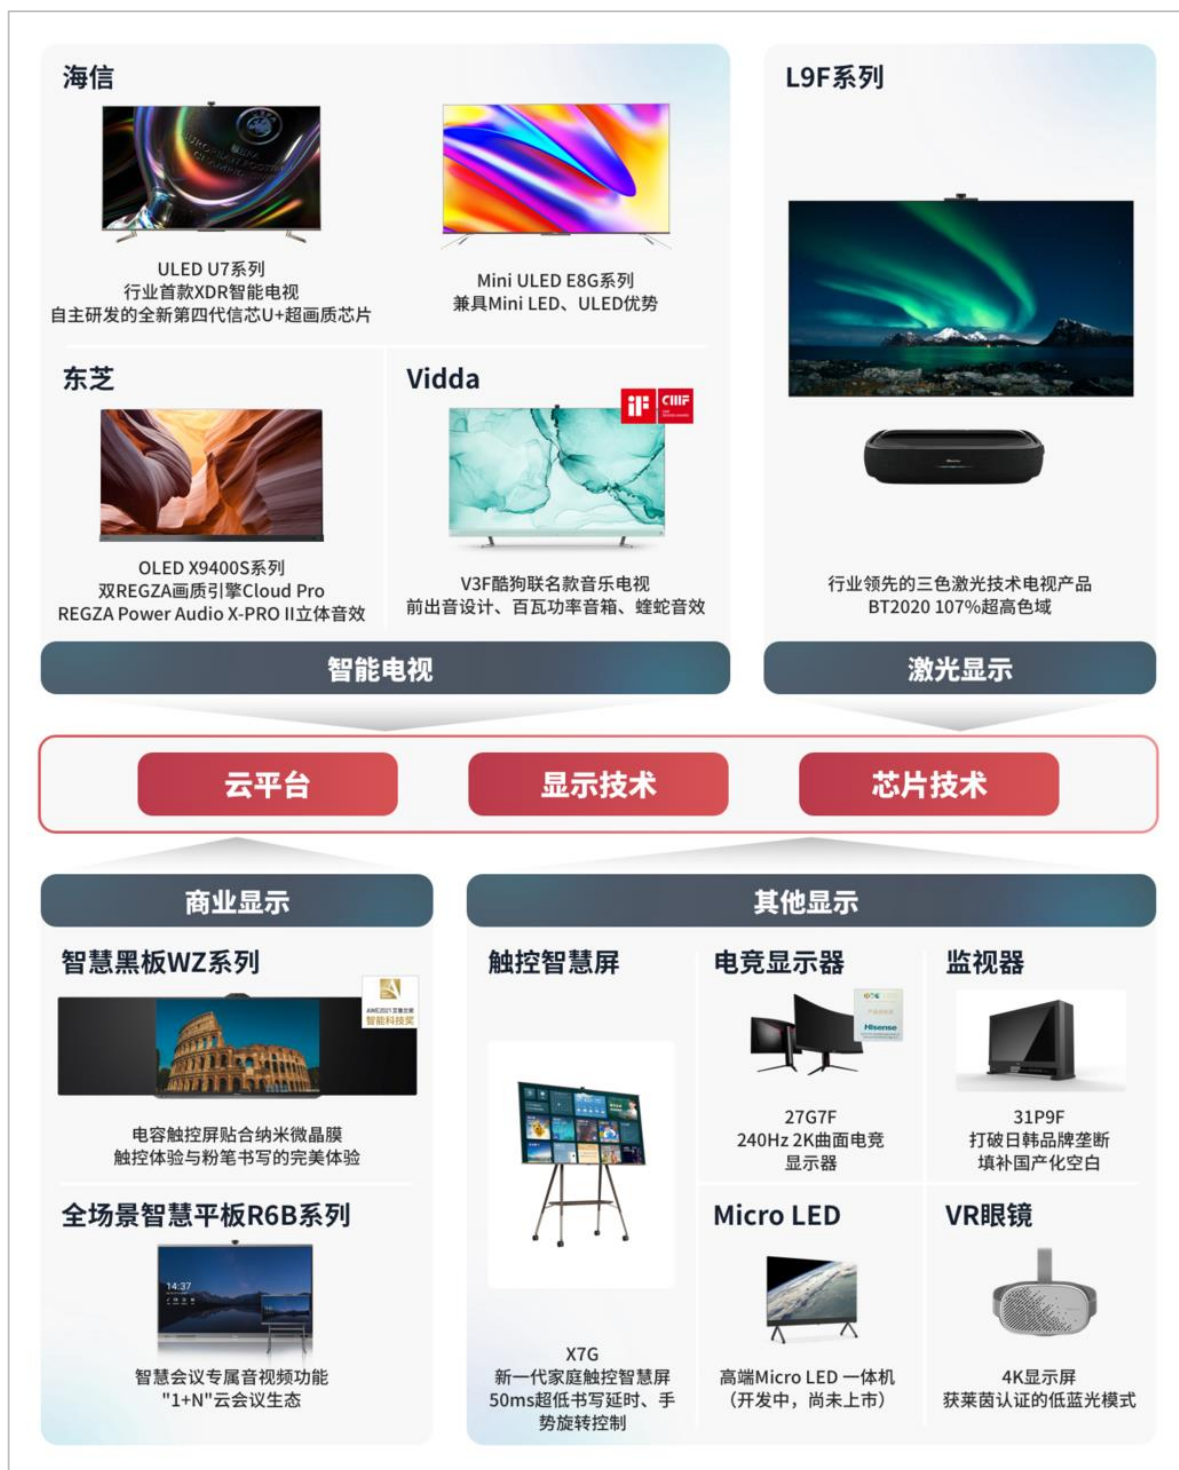 海信
ULED U7系列
行业首款XDR智能电视
自主研发的全新第四代信芯U+超画质芯片
Mini ULED E8G系列
兼具Mini LED、ULED优势
东芝
OLED X9400S系列
双REGZA画质引擎Cloud Pro
REGZA Power Audio X-PRO II立体音效
Vidda
V3F酷狗联名款音乐电视
前出音设计、百瓦功率音箱、蝰蛇音效
智能电视
L9F系列
行业领先的三色激光技术电视产品
BT2020 107%超高色域
激光显示
云平台
显示技术
芯片技术
商业显示
智慧黑板WZ系列
智能科技奖
电容触控屏贴合纳米微晶膜
触控体验与粉笔书写的完美体验
全场景智慧平板R6B系列
14:37
智慧会议专属音视频功能
"1+N"云会议生态
其他显示
触控智慧屏
X7G
新一代家庭触控智慧屏
50ms超低书写延时、手
势旋转控制
电竞显示器
Hisense
27G7F
240Hz 2K曲面电竞
显示器
监视器
31P9F
打破日韩品牌垄断
填补国产化空白
Micro LED
高端Micro LED 一体机
（开发中，尚未上市）
VR眼镜
4K显示屏
获莱茵认证的低蓝光模式